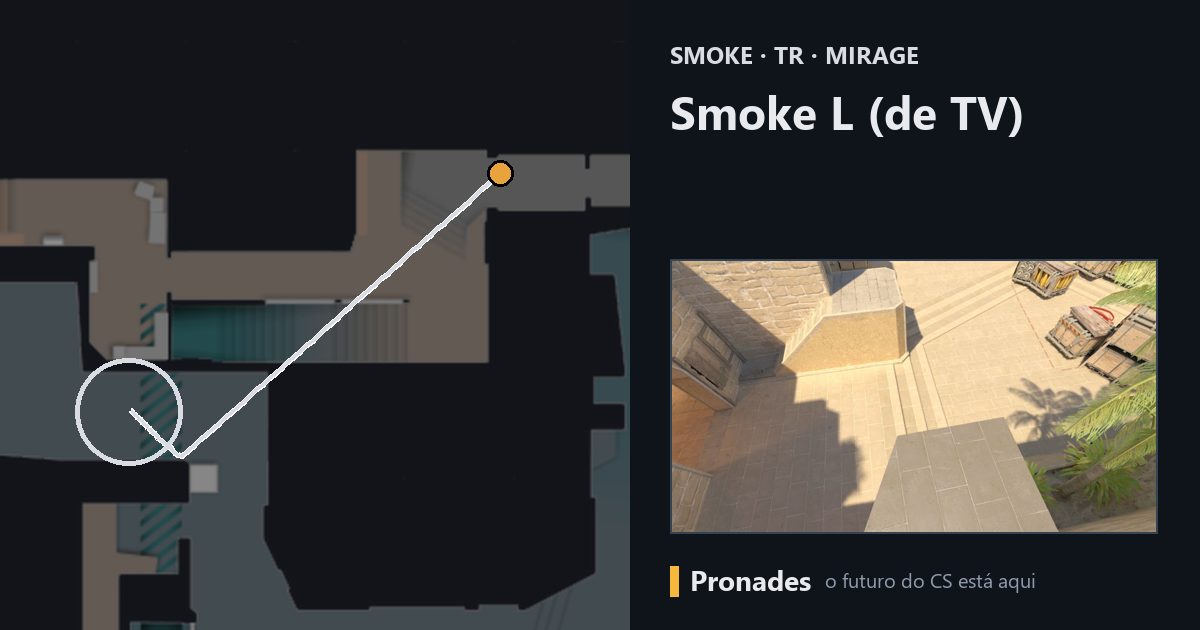 SMOKE · TR · MIRAGE
Smoke L (de TV)
Pronades o futuro do CS está aqui